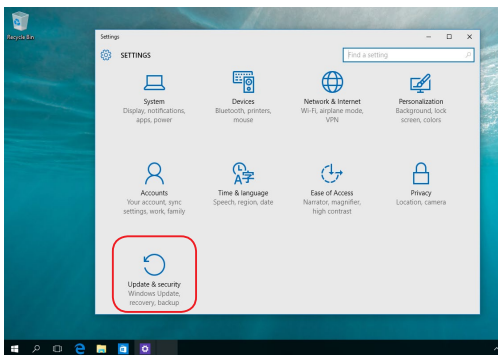 Recycle Bin
Settings
SETTINGS
Find a setting
System
Display, notifications,
apps, power
Devices
Bluetooth, printers,
mouse
Network & Internet
Wi-Fi, airplane mode,
VPN
Personalization
Background, lock
screen, colors
Accounts
Your account, sync
settings, work, family
Time & language
Speech, region, date
Ease of Access
Narrator, magnifier,
high contrast
Privacy
Location, camera
Update & security
Windows Update,
recovery, backup